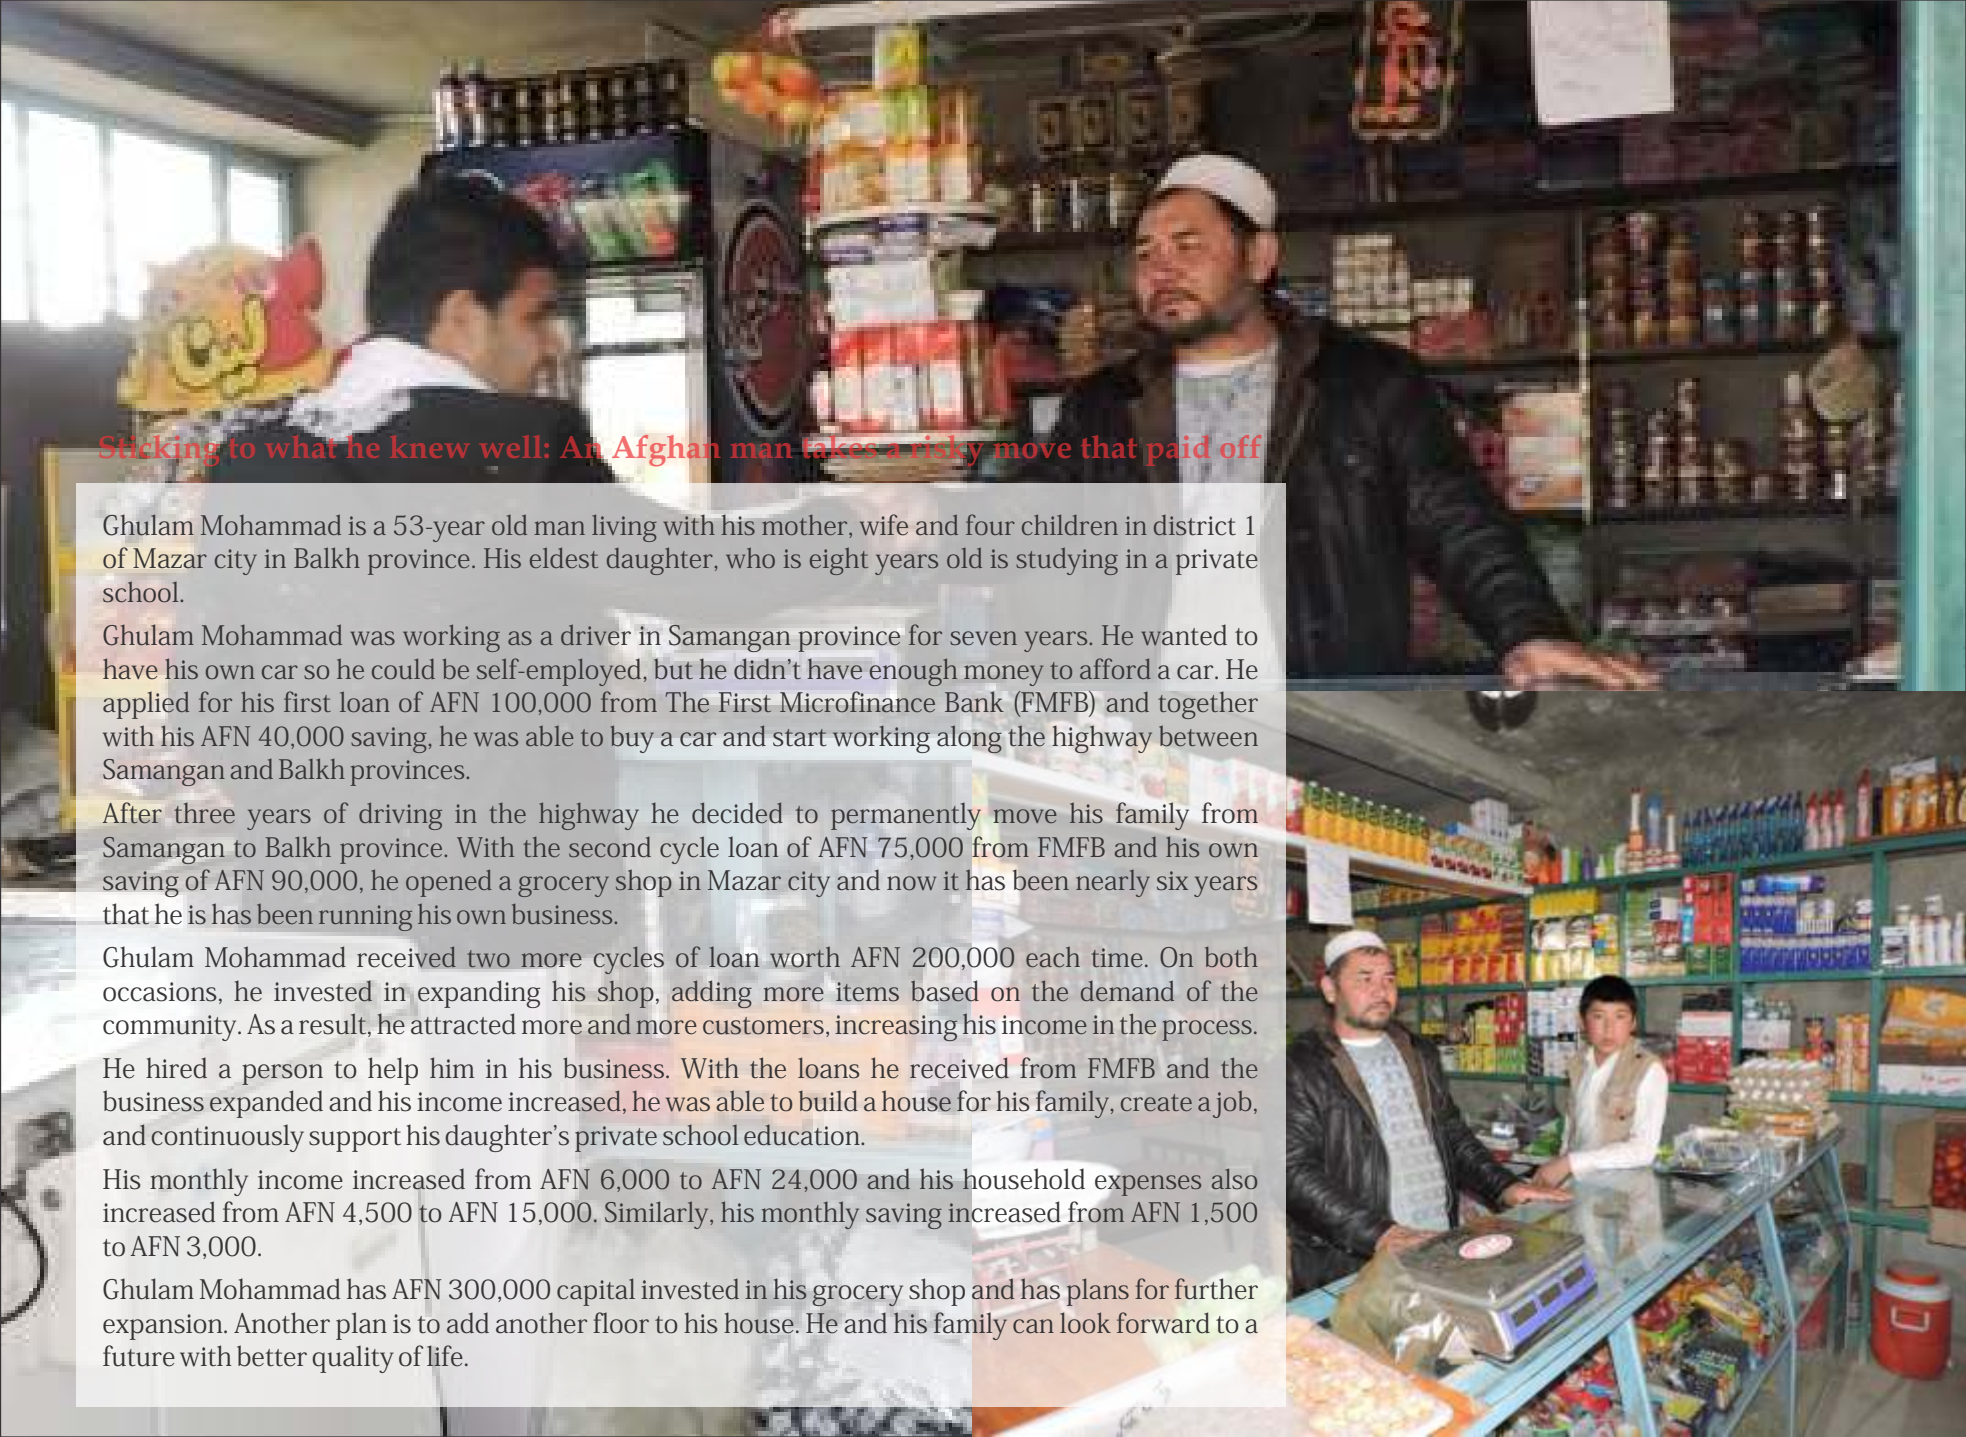 Sticking to what he knew well: An Afghan man takes a risky move that paid off
Ghulam Mohammad is a 53-year old man living with his mother, wife and four children in district 1
of Mazar city in Balkh province. His eldest daughter, who is eight years old is studying in a private
school.
Ghulam Mohammad was working as a driver in Samangan province for seven years. He wanted to
have his own car so he could be self-employed, but he didn’t have enough money to afford a car. He
applied for his first loan of AFN 100,000 from The First Microfinance Bank (FMFB) and together
with his AFN 40,000 saving, he was able to buy a car and start working along the highway between
Samangan and Balkh provinces.
After three years of driving in the highway he decided to permanently move his family from
Samangan to Balkh province. With the second cycle loan of AFN 75,000 from FMFB and his own
saving of AFN 90,000, he opened a grocery shop in Mazar city and now it has been nearly six years
that he is has been running his own business.
Ghulam Mohammad received two more cycles of loan worth AFN 200,000 each time. On both
occasions, he invested in expanding his shop, adding more items based on the demand of the
community. As a result, he attracted more and more customers, increasing his income in the process.
He hired a person to help him in his business. With the loans he received from FMFB and the
business expanded and his income increased, he was able to build a house for his family, create a job,
and continuously support his daughter’s private school education.
His monthly income increased from AFN 6,000 to AFN 24,000 and his household expenses also
increased from AFN 4,500 to AFN 15,000. Similarly, his monthly saving increased from AFN 1,500
to AFN 3,000.
Ghulam Mohammad has AFN 300,000 capital invested in his grocery shop and has plans for further
expansion. Another plan is to add another floor to his house. He and his family can look forward to a
future with better quality of life.